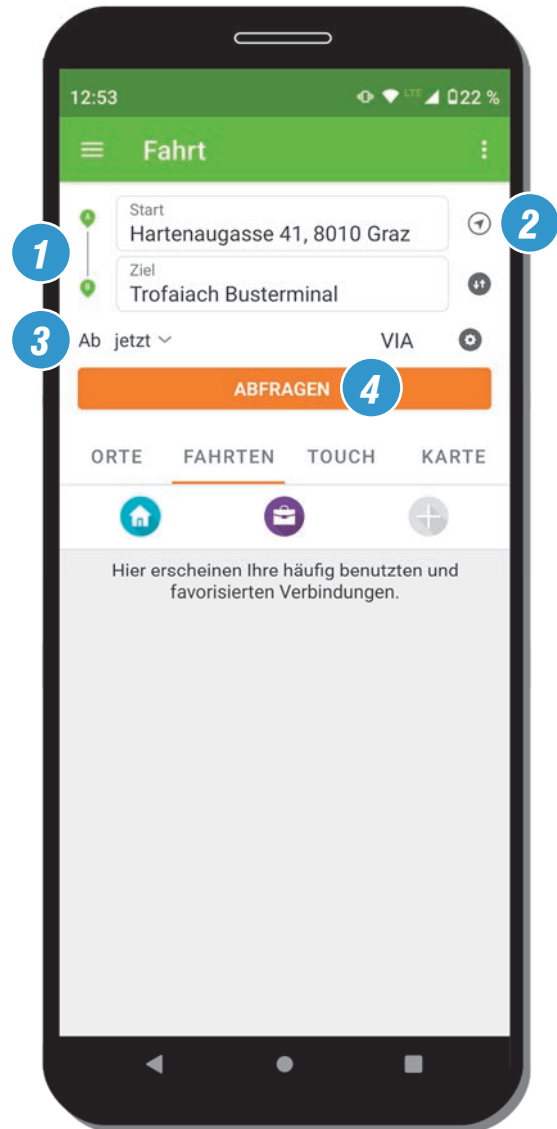 12:53 LTE 22 %
Fahrt
Start
A Hartenaugasse 41, 8010 Graz 2
1
Ziel
B Trofaiach Busterminal
3 Ab jetzt VIA
ABFRAGEN 4
ORTE FAHRTEN TOUCH KARTE
Hier erscheinen Ihre häufig benutzten und
favorisierten Verbindungen.